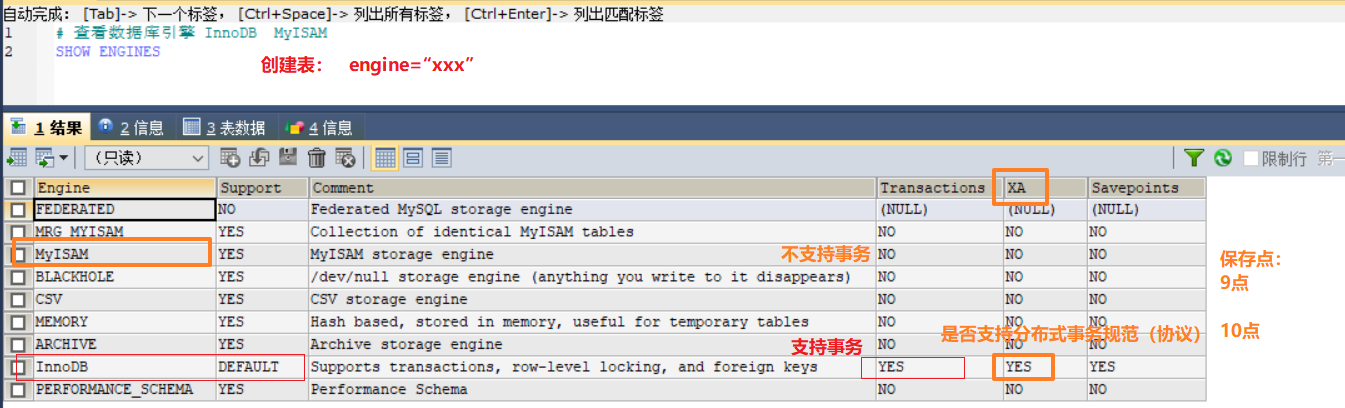 自动完成： [Tab]-> 下一个标签， [Ctrl+Space]-> 列出所有标签， [Ctrl+Enter]-> 列出匹配标签
1 # 查看数据库引擎 InnoDB MyISAM
2 SHOW ENGINES
创建表： engine=“xxx”
1 结果 2 信息 3 表数据 4 信息
（只读） 限制行 第一
Engine Support Comment Transactions XA Savepoints
FEDERATED NO Federated MySQL storage engine (NULL) (NULL) (NULL)
MRG_MYISAM YES Collection of identical MyISAM tables NO NO NO
MyISAM YES MyISAM storage engine 不支持事务 NO NO NO
保存点：
BLACKHOLE YES /dev/null storage engine (anything you write to it disappears) NO NO NO
9点
CSV YES CSV storage engine NO NO NO
MEMORY YES Hash based, stored in memory, useful for temporary tables NO NO NO
是否支持分布式事务规范（协议） 10点
ARCHIVE YES Archive storage engine NO NO NO
支持事务
InnoDB DEFAULT Supports transactions, row-level locking, and foreign keys YES YES YES
PERFORMANCE_SCHEMA YES Performance Schema NO NO NO